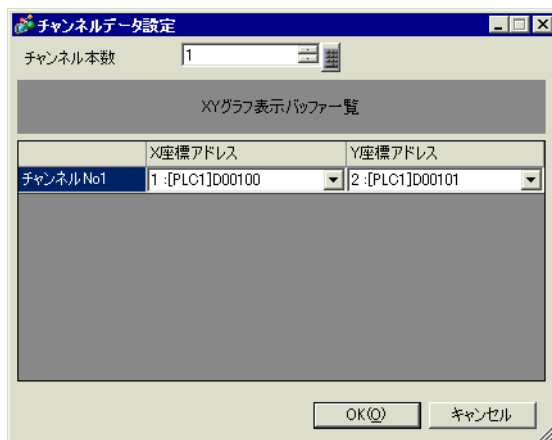 チャンネルデータ設定
チャンネル本数 1
XYグラフ表示バッファ一覧
X座標アドレス Y座標アドレス
チャンネルNo1 1 :[PLC1]D00100 2 :[PLC1]D00101
OK(O) キャンセル